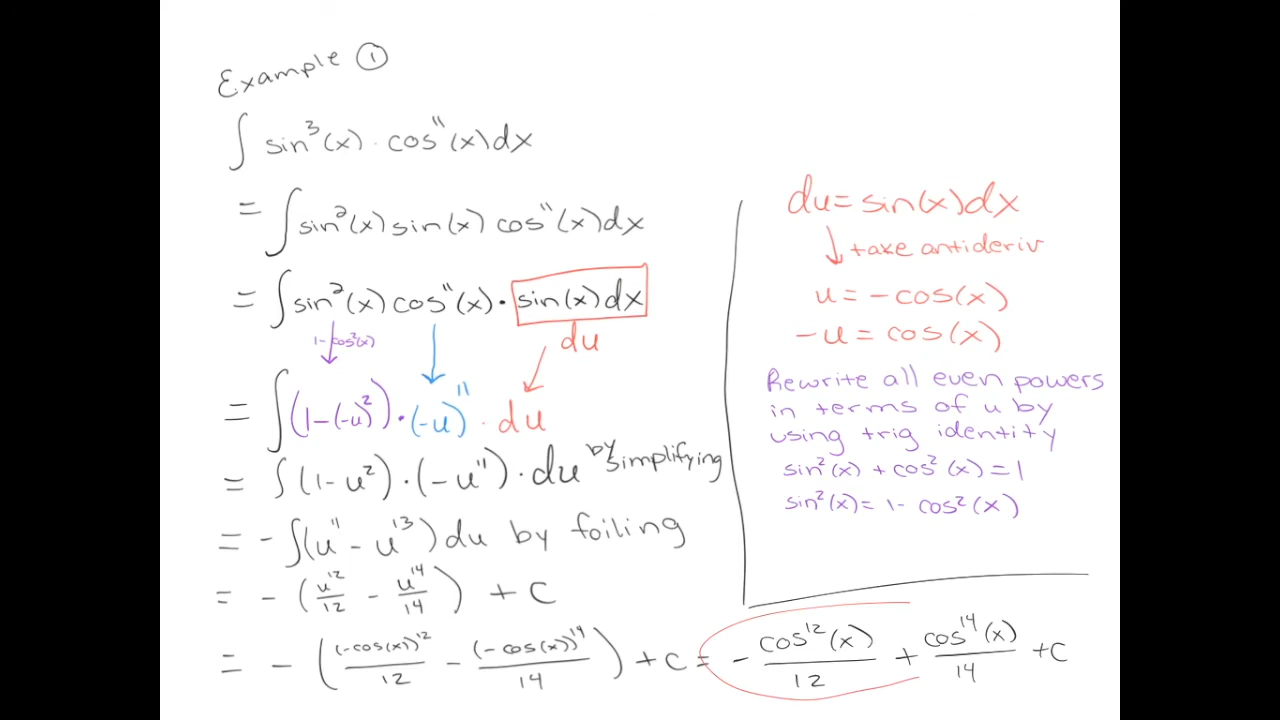 Example ①
∫ sin³(x) · cos¹¹(x)dx
= ∫ sin²(x) sin(x) cos¹¹(x)dx
= ∫ sin²(x) cos¹¹(x) · sin(x)dx
1-cos²(x)
du
= ∫ (1-(-u)²) · (-u)¹¹ · du
= ∫ (1-u²) · (-u¹¹) · du by simplifying
= - ∫(u¹¹ - u¹³) du by foiling
= - (u¹²/12 - u¹⁴/14) + C
= - ((-cos(x))¹²/12 - (-cos(x))¹⁴/14) + C = - cos¹²(x)/12 + cos¹⁴(x)/14 + C
du = sin(x)dx
↓ take antideriv
u = -cos(x)
-u = cos(x)
Rewrite all even powers
in terms of u by
using trig identity
sin²(x) + cos²(x) = 1
sin²(x) = 1- cos²(x)